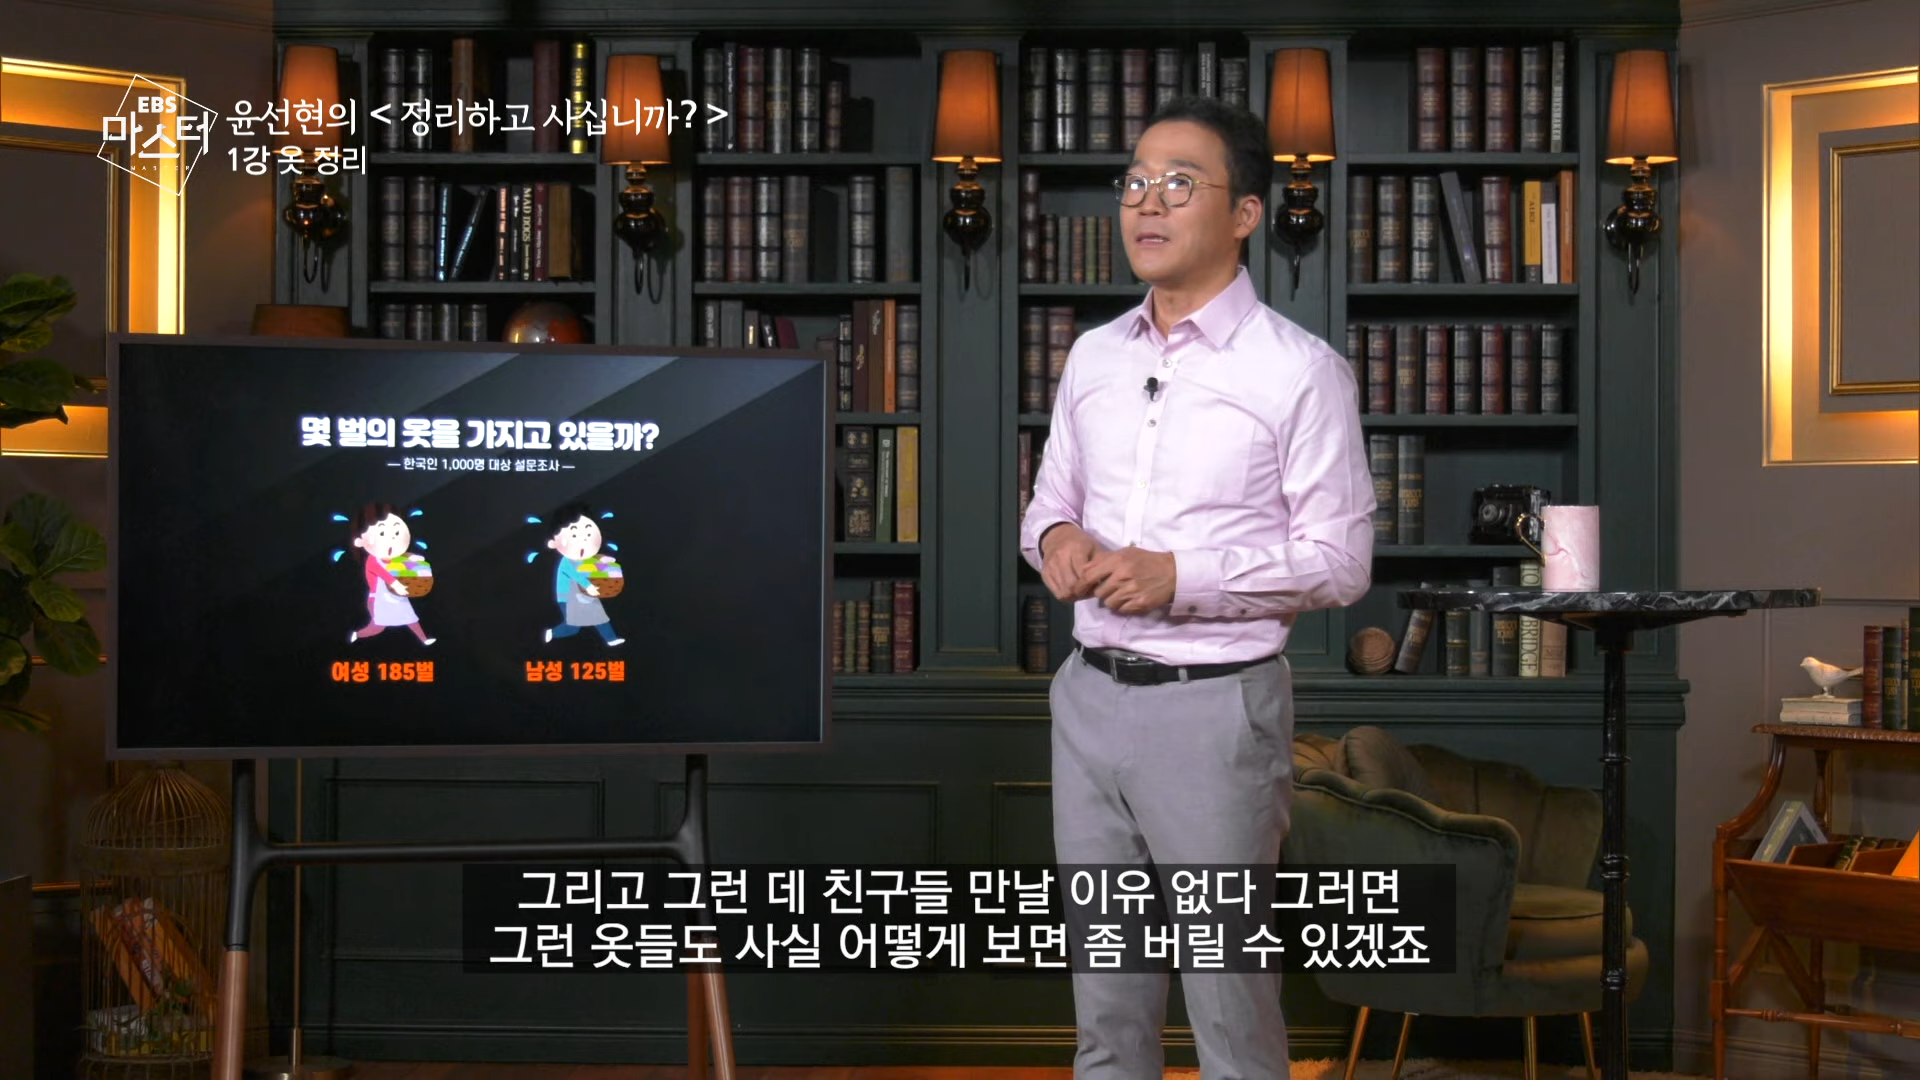 EBS
마스터
MASTER
윤선현의 < 정리하고 사십니까? >
1강 옷 정리
몇 벌의 옷을 가지고 있을까?
— 한국인 1,000명 대상 설문조사 —
여성 185벌
남성 125벌
MAD DOGS
그리고 그런 데 친구들 만날 이유 없다 그러면
그런 옷들도 사실 어떻게 보면 좀 버릴 수 있겠죠